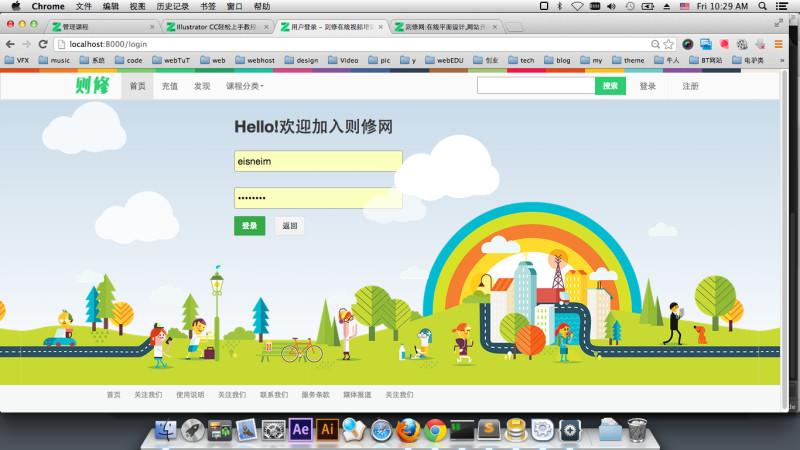 Chrome 文件 编辑 视图 历史记录 书签 窗口 帮助 Fri 10:29 AM
管理课程 Illustrator CC轻松上手教程 用户登录 – 则修在线视频培训 则修网:在线平面设计,网站
localhost:8000/login
VFX music 系统 code webTuT web webhost design Video pic y webEDU 创业 tech blog my theme 牛人 BT网站 电驴类 »
则修 首页 充值 发现 课程分类 搜索 登录 注册
Hello!欢迎加入则修网
eisneim
••••••••
登录 返回
首页 关注我们 使用说明 关注我们 联系我们 服务条款 媒体报道 关注我们
Ae Ai S